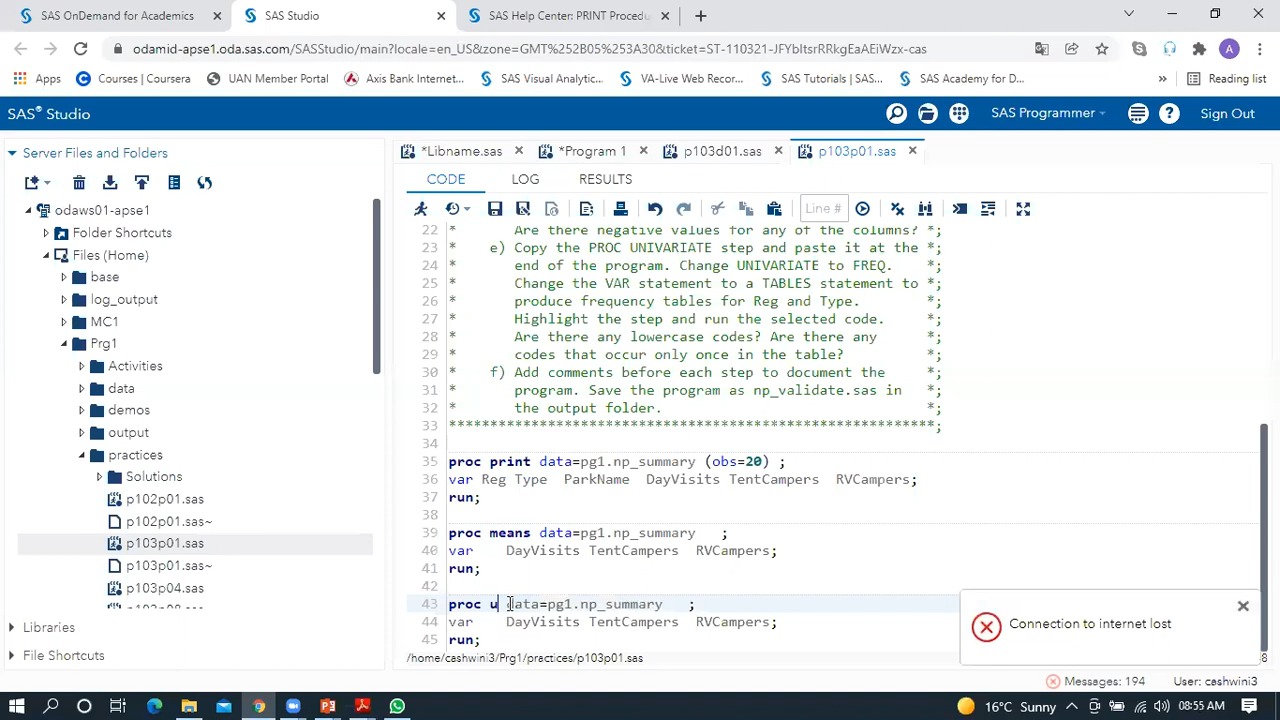 SAS OnDemand for Academics
SAS Studio
SAS Help Center: PRINT Procedu
odamid-apse1.oda.sas.com/SASStudio/main?locale=en_US&zone=GMT%252B05%253A30&ticket=ST-110321-JFYbItsrRRkgEaAEiWzx-cas
A
Apps
Courses | Coursera
UAN Member Portal
Axis Bank Internet...
SAS Visual Analytic...
VA-Live Web Recor...
SAS Tutorials | SAS...
SAS Academy for D...
»
Reading list
SAS® Studio
SAS Programmer
Sign Out
Server Files and Folders
*Libname.sas
*Program 1
p103d01.sas
p103p01.sas
CODE
LOG
RESULTS
Line #
odaws01-apse1
Folder Shortcuts
Files (Home)
base
log_output
MC1
Prg1
Activities
data
demos
output
practices
Solutions
p102p01.sas
p102p01.sas~
p103p01.sas
p103p01.sas~
p103p04.sas
Libraries
File Shortcuts
22 * Are there negative values for any of the columns? *;
23 * e) Copy the PROC UNIVARIATE step and paste it at the *;
24 * end of the program. Change UNIVARIATE to FREQ. *;
25 * Change the VAR statement to a TABLES statement to *;
26 * produce frequency tables for Reg and Type. *;
27 * Highlight the step and run the selected code. *;
28 * Are there any lowercase codes? Are there any *;
29 * codes that occur only once in the table? *;
30 * f) Add comments before each step to document the *;
31 * program. Save the program as np_validate.sas in *;
32 * the output folder. *;
33 ***********************************************************;
34
35 proc print data=pg1.np_summary (obs=20) ;
36 var Reg Type ParkName DayVisits TentCampers RVCampers;
37 run;
38
39 proc means data=pg1.np_summary ;
40 var DayVisits TentCampers RVCampers;
41 run;
42
43 proc u data=pg1.np_summary ;
44 var DayVisits TentCampers RVCampers;
45 run;
/home/cashwini3/Prg1/practices/p103p01.sas
Connection to internet lost
Messages: 194
User: cashwini3
16°C Sunny
08:55 AM